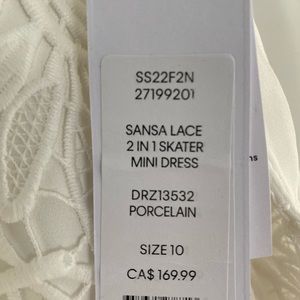 SS22F2N
27199201
SANSA LACE
2 IN 1 SKATER
MINI DRESS
DRZ13532
PORCELAIN
SIZE 10
CA$ 169.99